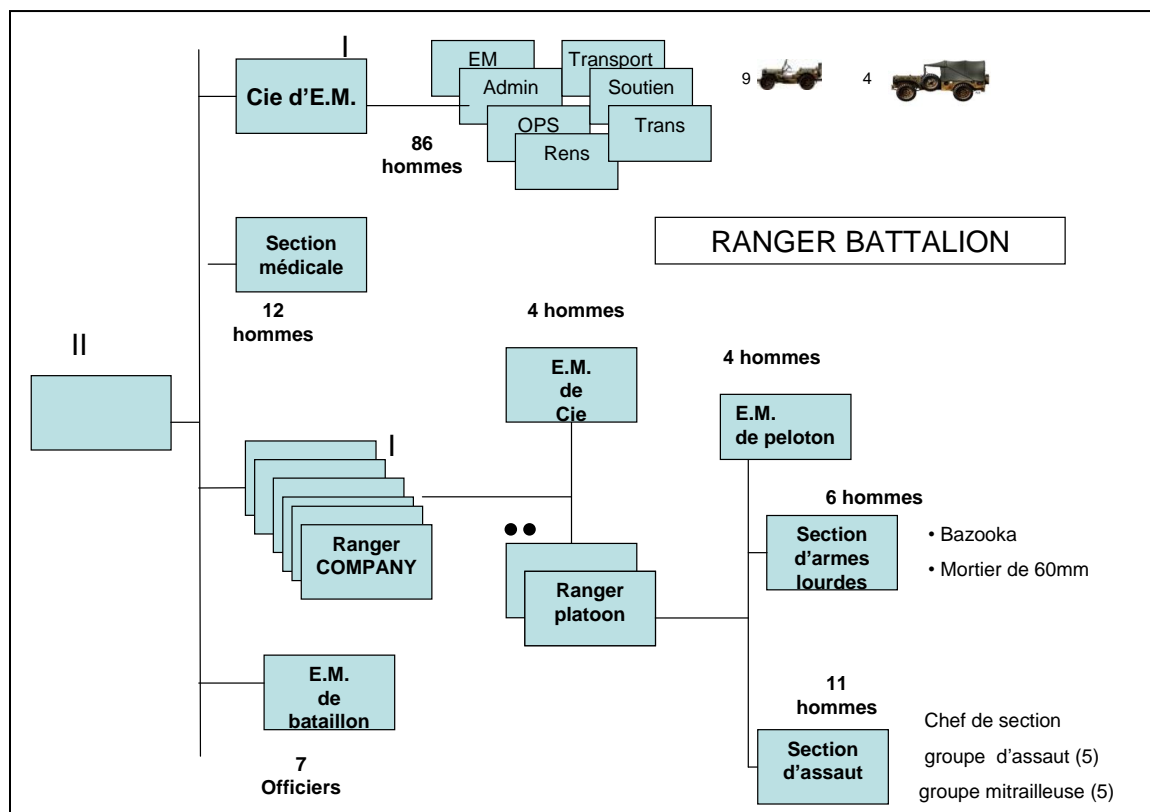 I
Cie d'E.M.
EM
Transport
Admin
Soutien
OPS
Trans
Rens
86
hommes
9
4
RANGER BATTALION
Section
médicale
12
hommes
II
4 hommes
E.M.
de
Cie
4 hommes
E.M.
de peloton
I
Ranger
COMPANY
6 hommes
Section
d'armes
lourdes
• Bazooka
• Mortier de 60mm
●●
Ranger
platoon
E.M.
de
bataillon
7
Officiers
11
hommes
Section
d'assaut
Chef de section
groupe d'assaut (5)
groupe mitrailleuse (5)